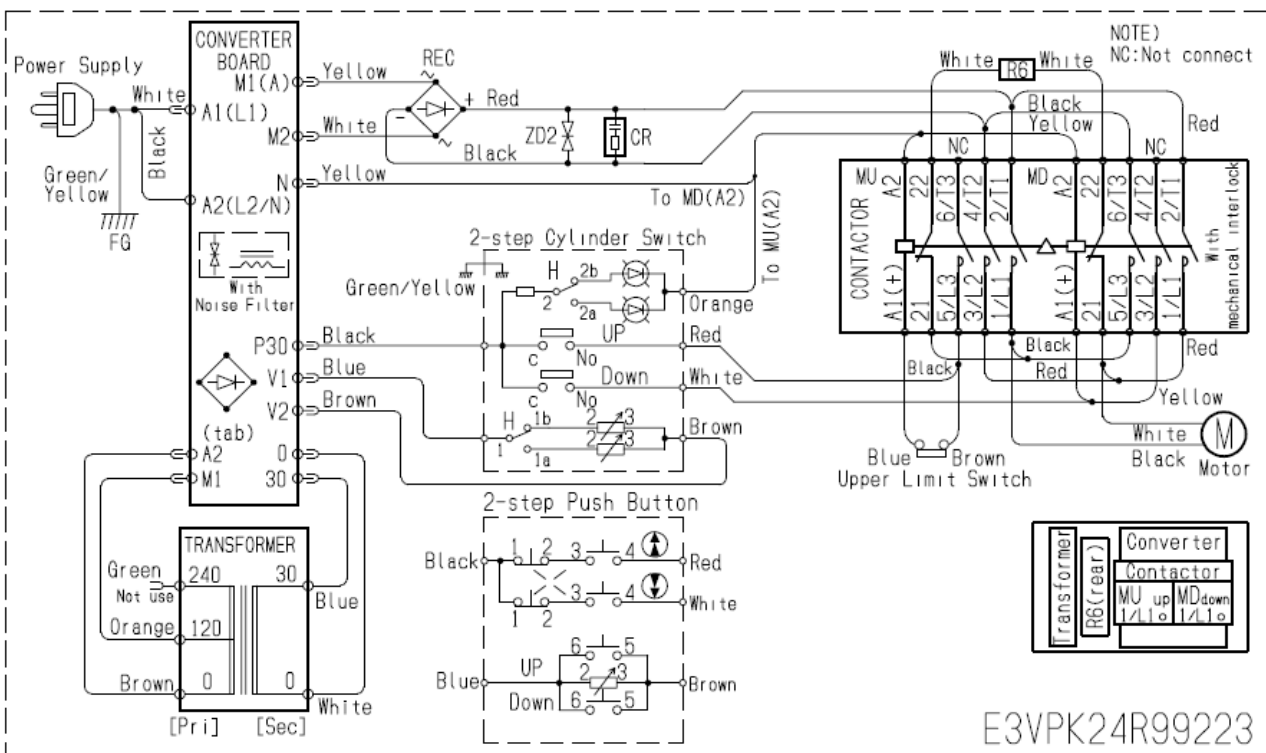 CONVERTER
BOARD
Power Supply
White
A1(L1)
Black
Green/
Yellow
FG
A2(L2/N)
With
Noise Filter
M1(A)
Yellow
M2
White
N
Yellow
REC
~
~
-
+
Red
Black
ZD2
CR
To MD(A2)
To MU(A2)
NOTE)
NC:Not connect
White
R6
White
Black
Yellow
Red
NC
NC
MU
A2
22
6/T3
4/T2
2/T1
MD
A2
22
6/T3
4/T2
2/T1
CONTACTOR
A1(+)
21
5/L3
3/L2
1/L1
A1(+)
21
5/L3
3/L2
1/L1
With
mechanical interlock
Black
Red
Black
Red
Yellow
White
Black
M
Motor
Blue
Brown
Upper Limit Switch
2-step Cylinder Switch
Green/Yellow
H
2b
2
2a
Orange
UP
c
No
Red
Down
c
No
White
H
1b
1
1a
2
3
2
3
Brown
P30
Black
V1
Blue
V2
Brown
(tab)
A2
0
M1
30
TRANSFORMER
Green
Not use
240
30
Blue
Orange
120
Brown
0
0
White
[Pri]
[Sec]
2-step Push Button
Black
1
2
3
4
Red
1
2
3
4
White
Blue
UP
Down
6
5
2
3
6
5
Brown
Transformer
R6(rear)
Converter
Contactor
MU up
1/L1
MD down
1/L1
E3VPK24R99223